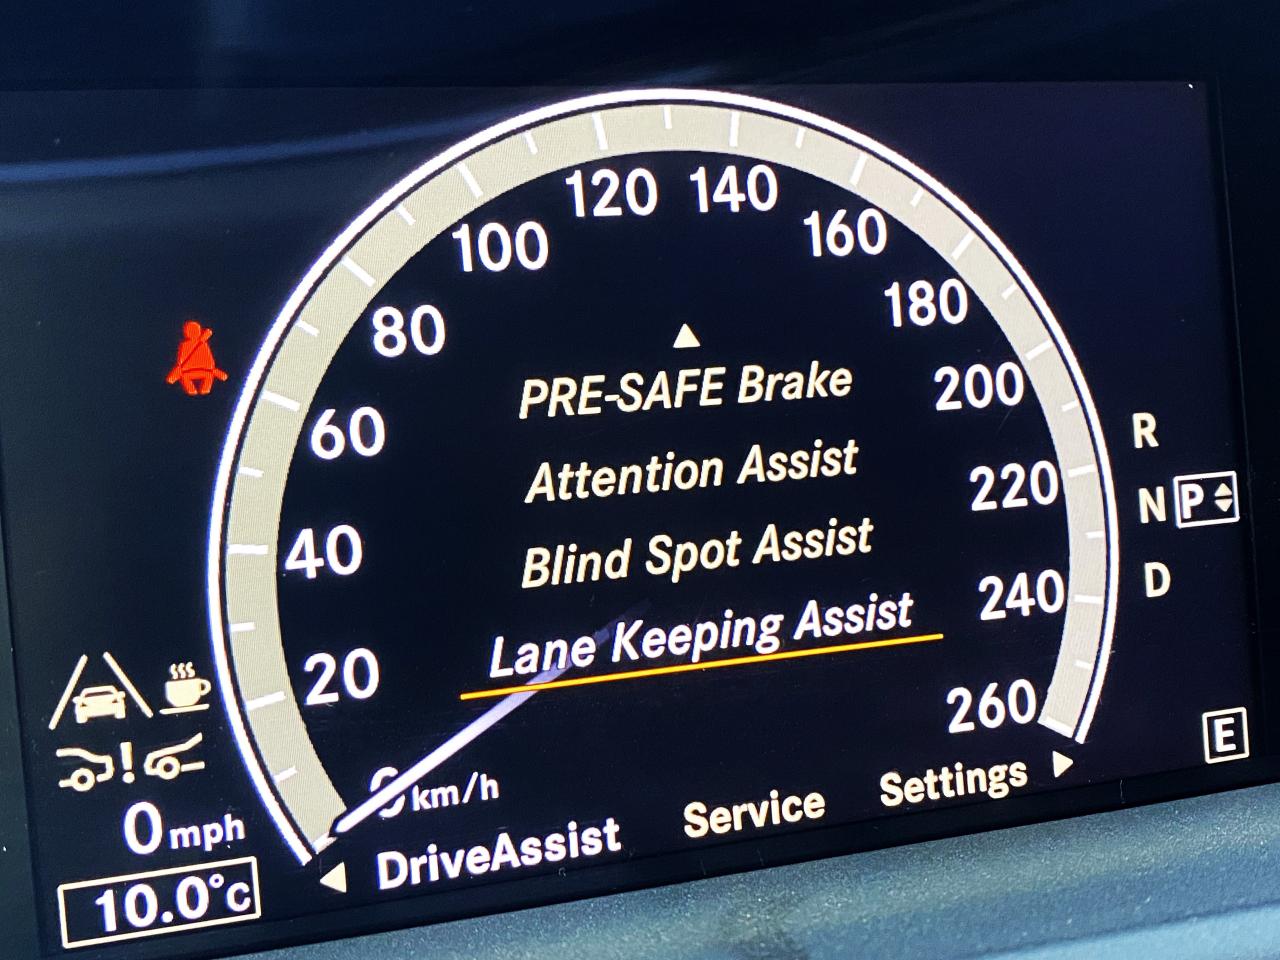 120 140
100 160
80 180
PRE-SAFE Brake
60 200
R
Attention Assist
220
N P
40
Blind Spot Assist
D
240
20
Lane Keeping Assist
260
E
0 km/h
0 mph
DriveAssist Service Settings
10.0°C